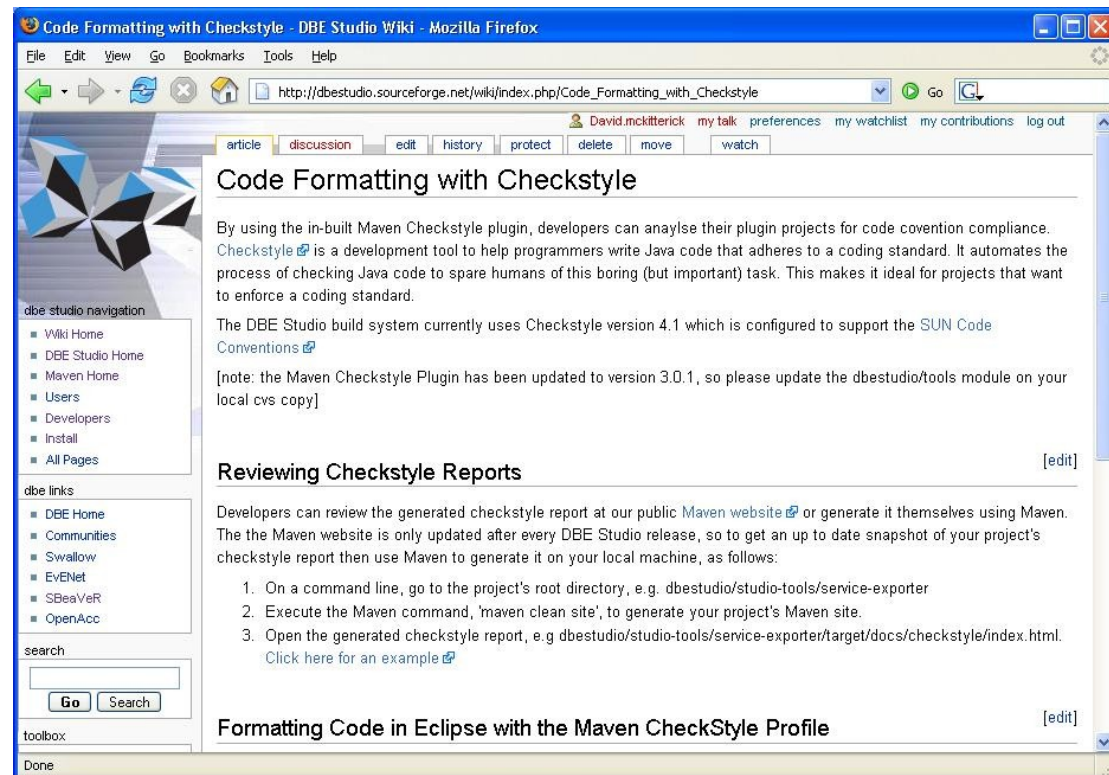 Code Formatting with Checkstyle - DBE Studio Wiki - Mozilla Firefox
File Edit View Go Bookmarks Tools Help
http://dbestudio.sourceforge.net/wiki/index.php/Code_Formatting_with_Checkstyle Go G
David.mckitterick my talk preferences my watchlist my contributions log out
article discussion edit history protect delete move watch
Code Formatting with Checkstyle
By using the in-built Maven Checkstyle plugin, developers can anaylse their plugin projects for code covention compliance.
Checkstyle is a development tool to help programmers write Java code that adheres to a coding standard. It automates the
process of checking Java code to spare humans of this boring (but important) task. This makes it ideal for projects that want
to enforce a coding standard.
The DBE Studio build system currently uses Checkstyle version 4.1 which is configured to support the SUN Code
Conventions
[note: the Maven Checkstyle Plugin has been updated to version 3.0.1, so please update the dbestudio/tools module on your
local cvs copy]
Reviewing Checkstyle Reports
[edit]
Developers can review the generated checkstyle report at our public Maven website or generate it themselves using Maven.
The the Maven website is only updated after every DBE Studio release, so to get an up to date snapshot of your project's
checkstyle report then use Maven to generate it on your local machine, as follows:
1. On a command line, go to the project's root directory, e.g. dbestudio/studio-tools/service-exporter
2. Execute the Maven command, 'maven clean site', to generate your project's Maven site.
3. Open the generated checkstyle report, e.g dbestudio/studio-tools/service-exporter/target/docs/checkstyle/index.html.
Click here for an example
Formatting Code in Eclipse with the Maven CheckStyle Profile
[edit]
dbe studio navigation
Wiki Home
DBE Studio Home
Maven Home
Users
Developers
Install
All Pages
dbe links
DBE Home
Communities
Swallow
EvENet
SBeaVeR
OpenAcc
search
Go Search
toolbox
Done